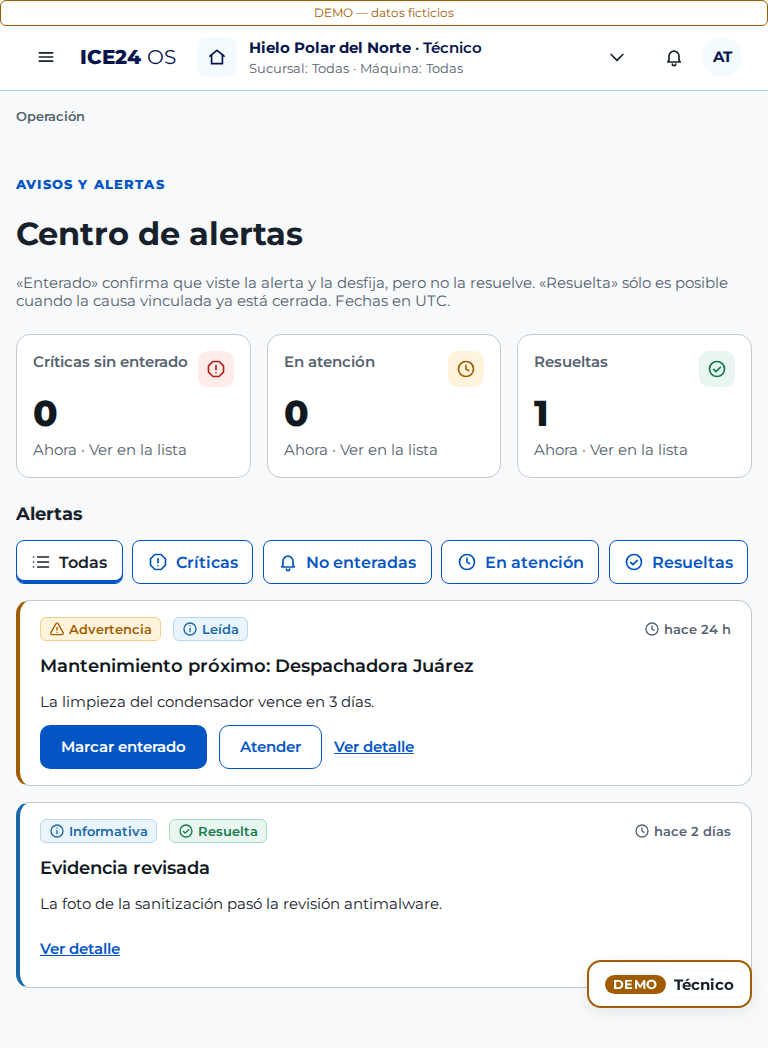 DEMO — datos ficticios
ICE24 OS
Hielo Polar del Norte · Técnico
Sucursal: Todas · Máquina: Todas
AT
Operación
AVISOS Y ALERTAS
Centro de alertas
«Enterado» confirma que viste la alerta y la desfija, pero no la resuelve. «Resuelta» sólo es posible
cuando la causa vinculada ya está cerrada. Fechas en UTC.
Críticas sin enterado
0
Ahora · Ver en la lista
En atención
0
Ahora · Ver en la lista
Resueltas
1
Ahora · Ver en la lista
Alertas
Todas
Críticas
No enteradas
En atención
Resueltas
Advertencia
Leída
hace 24 h
Mantenimiento próximo: Despachadora Juárez
La limpieza del condensador vence en 3 días.
Marcar enterado
Atender
Ver detalle
Informativa
Resuelta
hace 2 días
Evidencia revisada
La foto de la sanitización pasó la revisión antimalware.
Ver detalle
DEMO Técnico